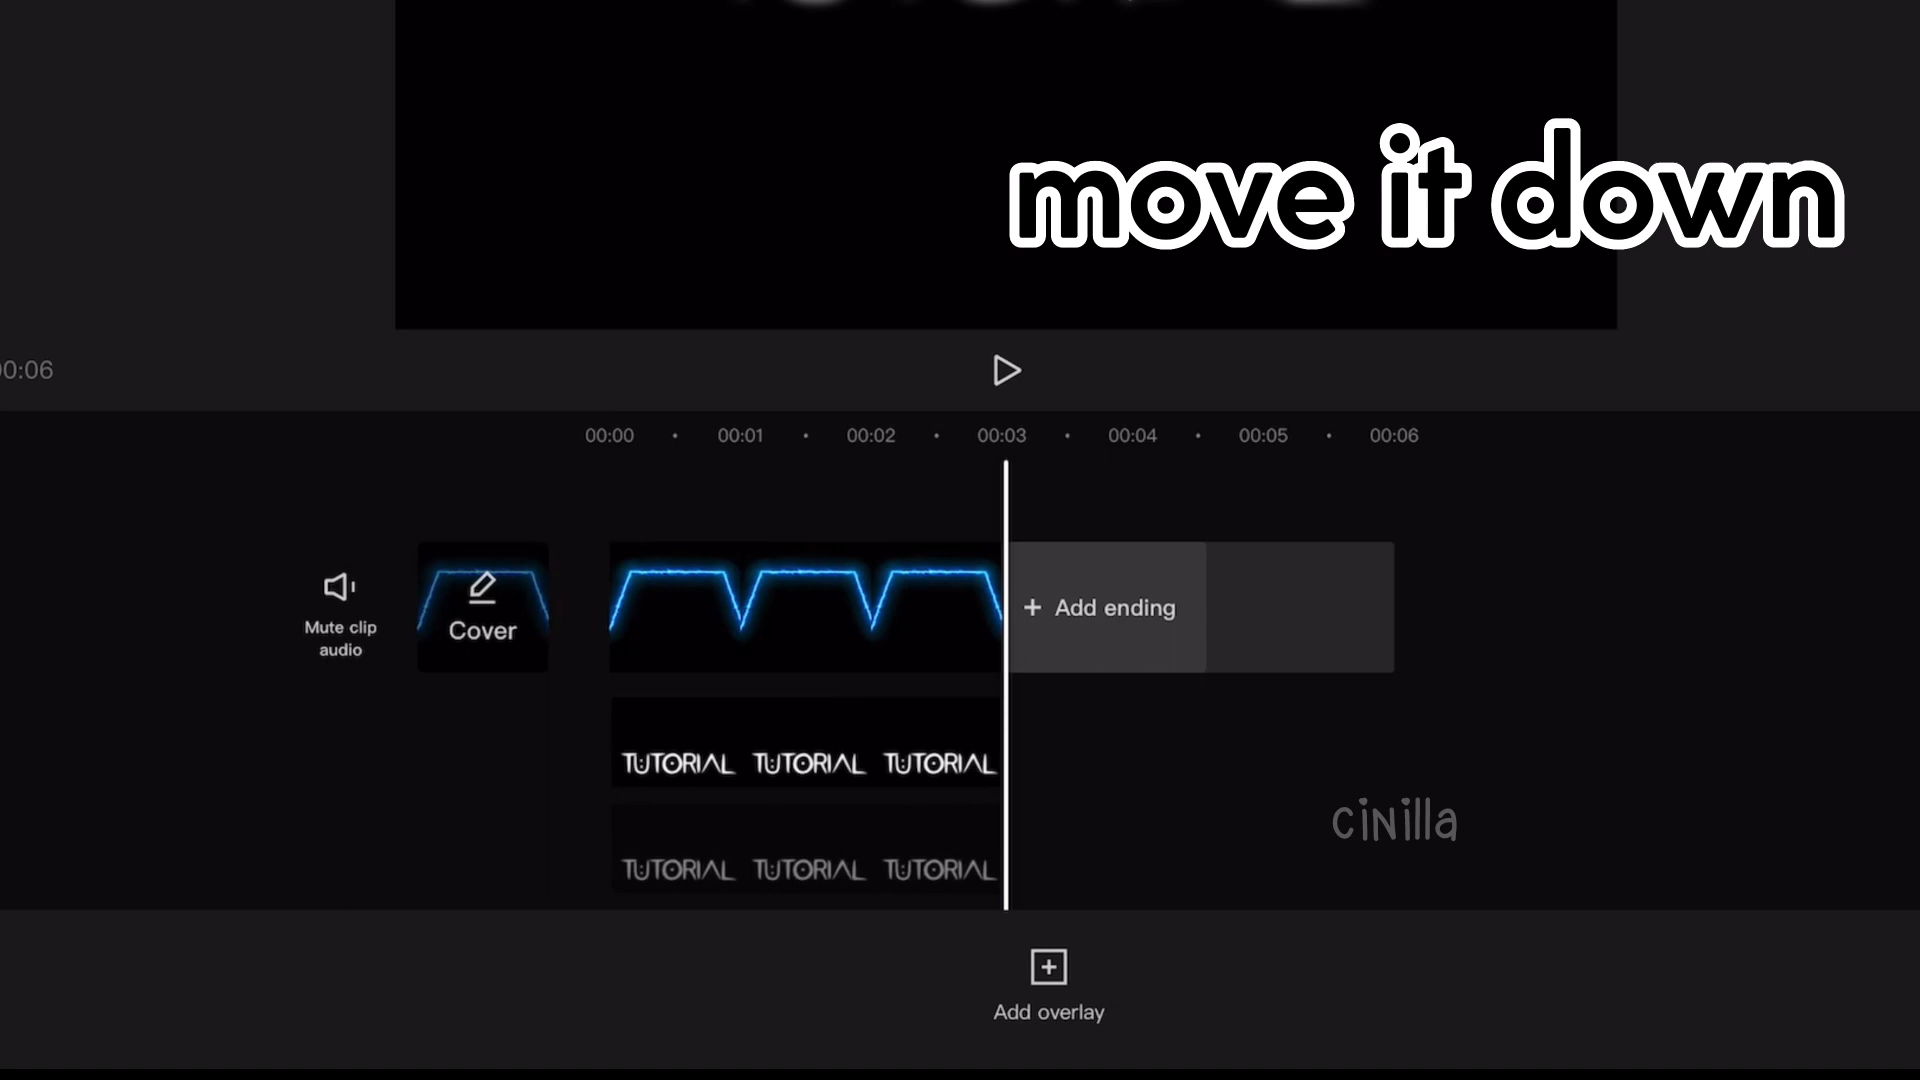 move it down
00:06
00:00 00:01 00:02 00:03 00:04 00:05 00:06
Mute clip
audio
Cover
+ Add ending
TUTORIAL TUTORIAL TUTORIAL
TUTORIAL TUTORIAL TUTORIAL
ciNilla
Add overlay